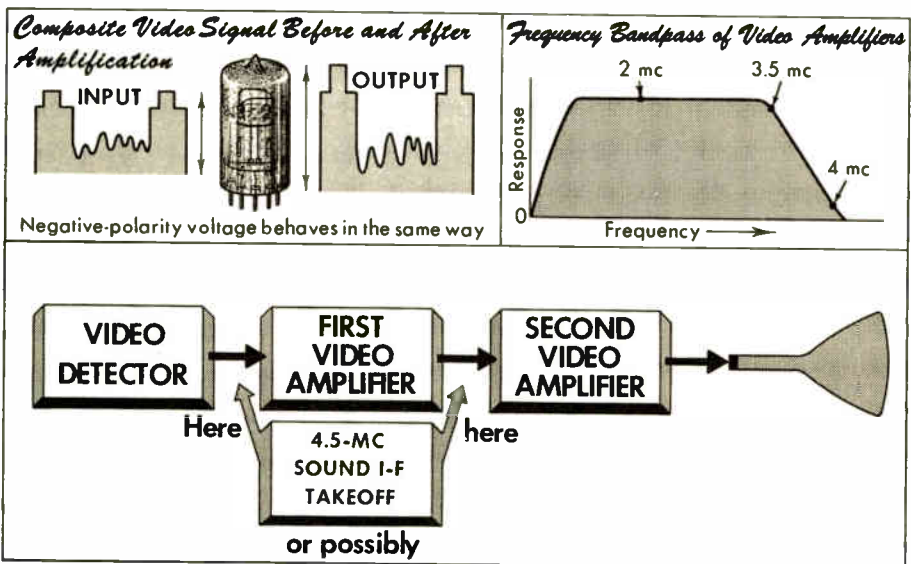 Composite Video Signal Before and After
Amplification
INPUT
OUTPUT
Negative-polarity voltage behaves in the same way
Frequency Bandpass of Video Amplifiers
2 mc
3.5 mc
4 mc
Response
0
Frequency
VIDEO
DETECTOR
FIRST
VIDEO
AMPLIFIER
SECOND
VIDEO
AMPLIFIER
Here
here
4.5-MC
SOUND I-F
TAKEOFF
or possibly